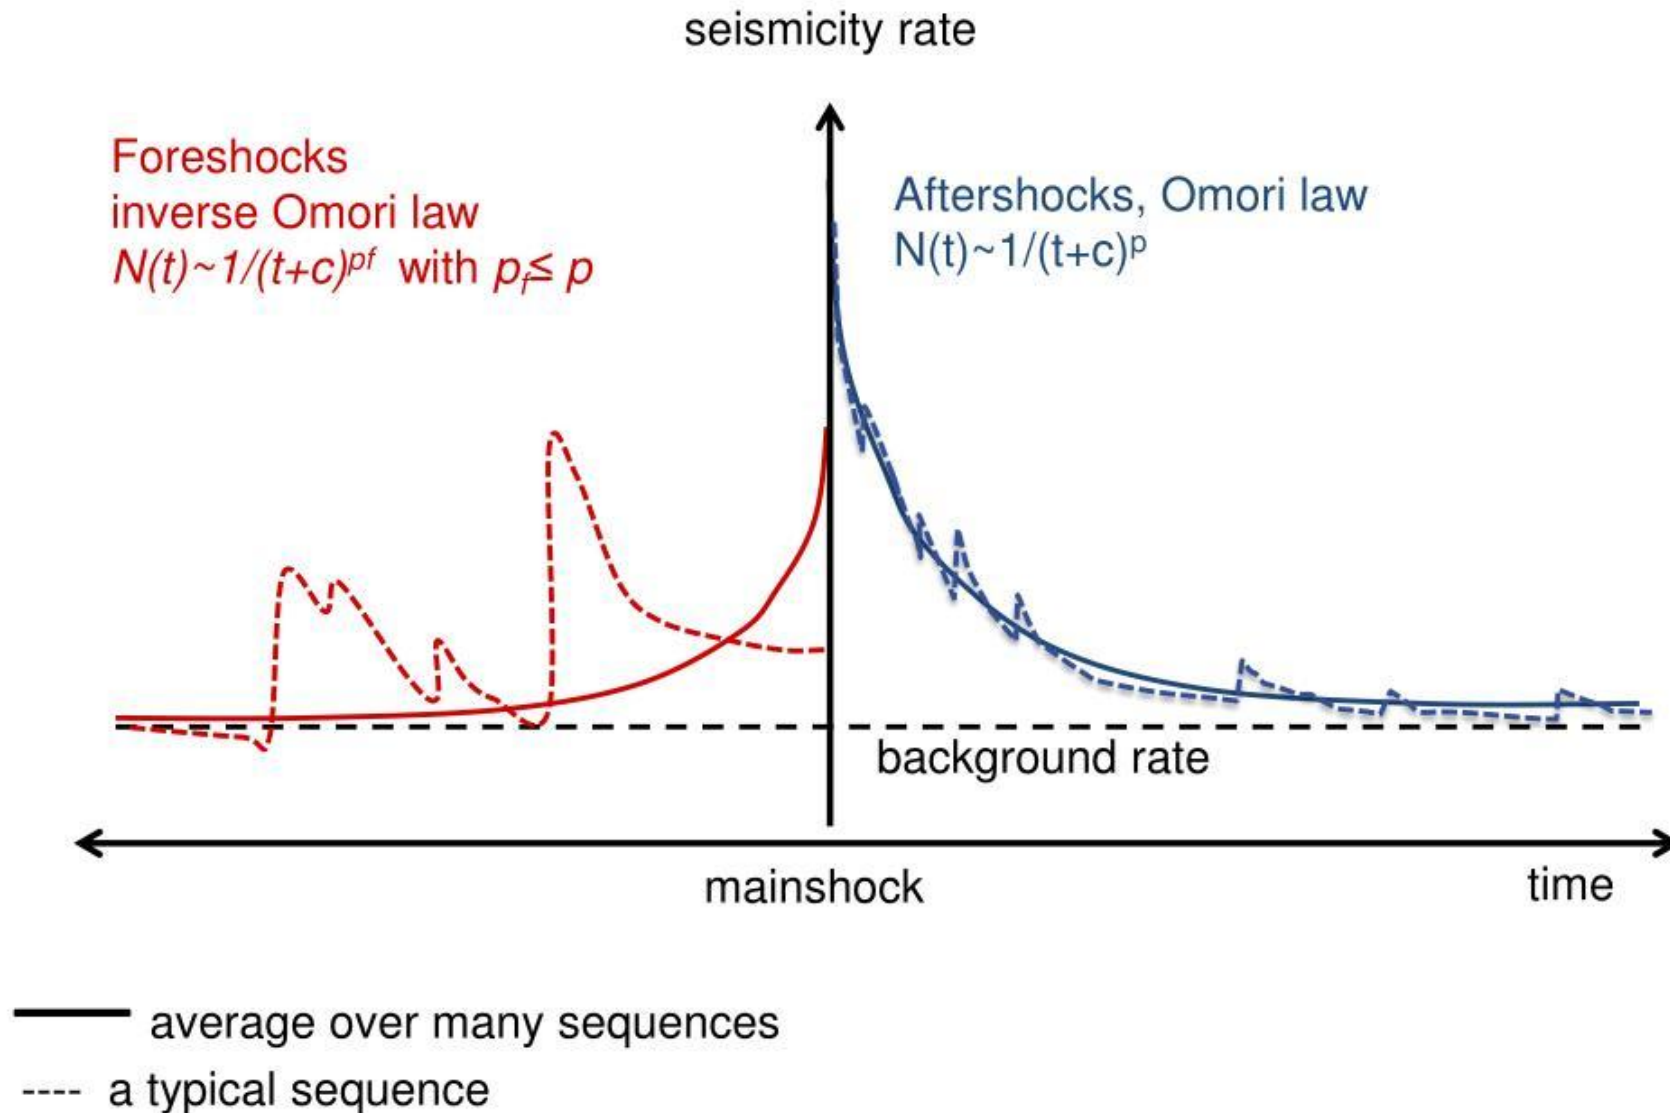 seismicity rate
Foreshocks
inverse Omori law
N(t)~1/(t+c)^pf with p_f≤ p
Aftershocks, Omori law
N(t)~1/(t+c)^p
background rate
mainshock
time
average over many sequences
---- a typical sequence